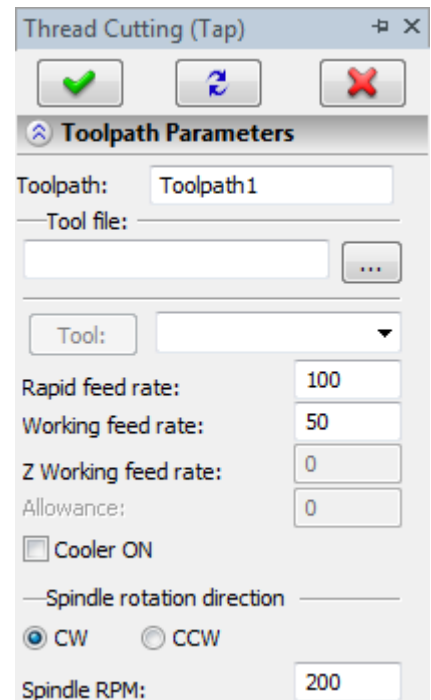 Thread Cutting (Tap)
Toolpath Parameters
Toolpath: Toolpath1
Tool file:
...
Tool:
Rapid feed rate: 100
Working feed rate: 50
Z Working feed rate: 0
Allowance: 0
Cooler ON
Spindle rotation direction
CW CCW
Spindle RPM: 200